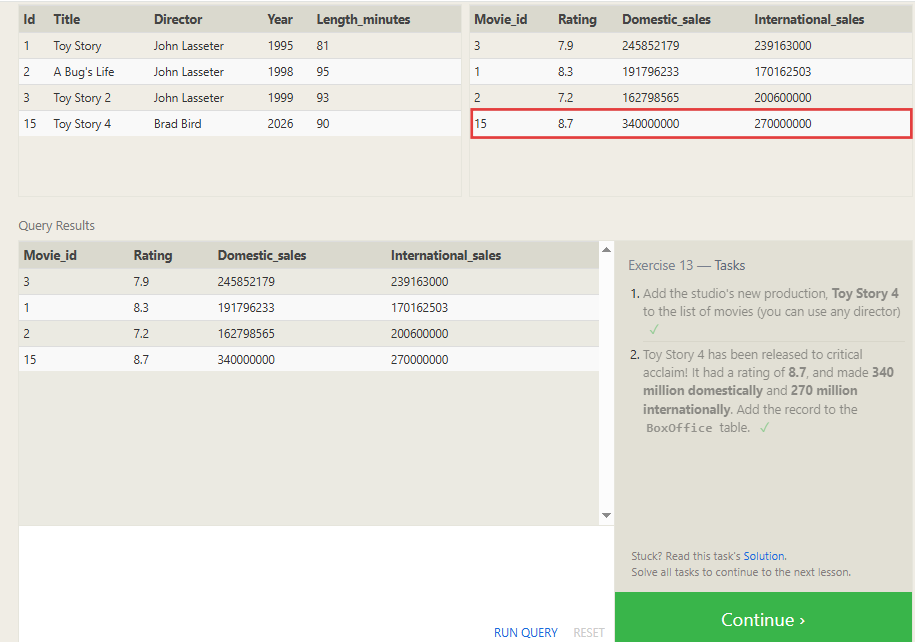 Id Title Director Year Length_minutes
1 Toy Story John Lasseter 1995 81
2 A Bug's Life John Lasseter 1998 95
3 Toy Story 2 John Lasseter 1999 93
15 Toy Story 4 Brad Bird 2026 90
Movie_id Rating Domestic_sales International_sales
3 7.9 245852179 239163000
1 8.3 191796233 170162503
2 7.2 162798565 200600000
15 8.7 340000000 270000000
Query Results
Movie_id Rating Domestic_sales International_sales
3 7.9 245852179 239163000
1 8.3 191796233 170162503
2 7.2 162798565 200600000
15 8.7 340000000 270000000
RUN QUERY RESET
Exercise 13 — Tasks
1. Add the studio's new production, Toy Story 4
to the list of movies (you can use any director)
✓
2. Toy Story 4 has been released to critical
acclaim! It had a rating of 8.7, and made 340
million domestically and 270 million
internationally. Add the record to the
BoxOffice table. ✓
Stuck? Read this task's Solution.
Solve all tasks to continue to the next lesson.
Continue ›